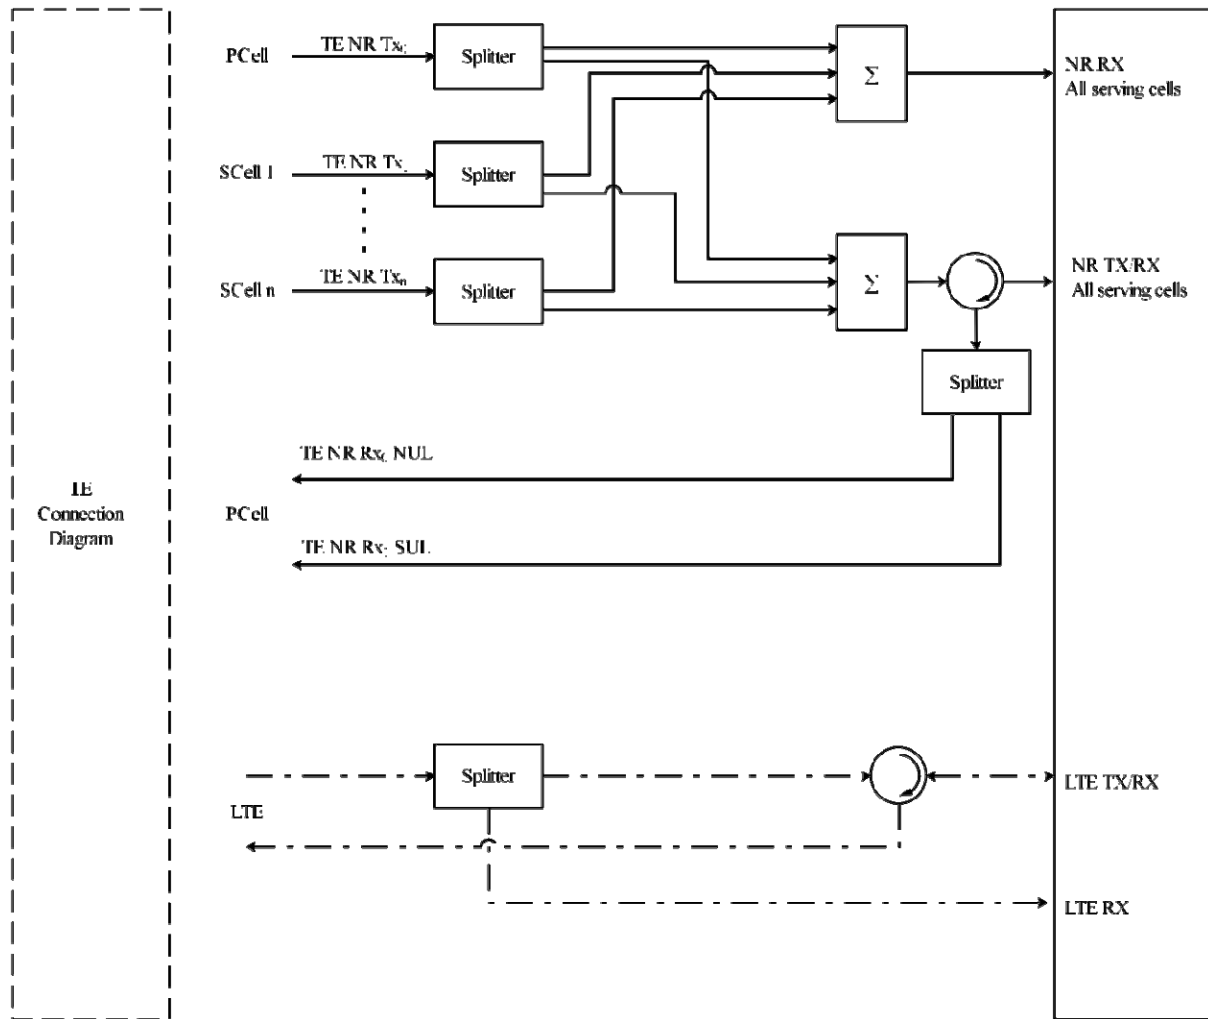 PCell
TE NR Tx
Splitter
Σ
NR RX
All serving cells
SCell 1
TE NR Tx
Splitter
SCell n
TE NR Txn
Splitter
Σ
NR TX/RX
All serving cells
Splitter
TE NR Rx NUL
TE
Connection
Diagram
PCell
TE NR Rx SUL
Splitter
LTE TX/RX
LTE
LTE RX